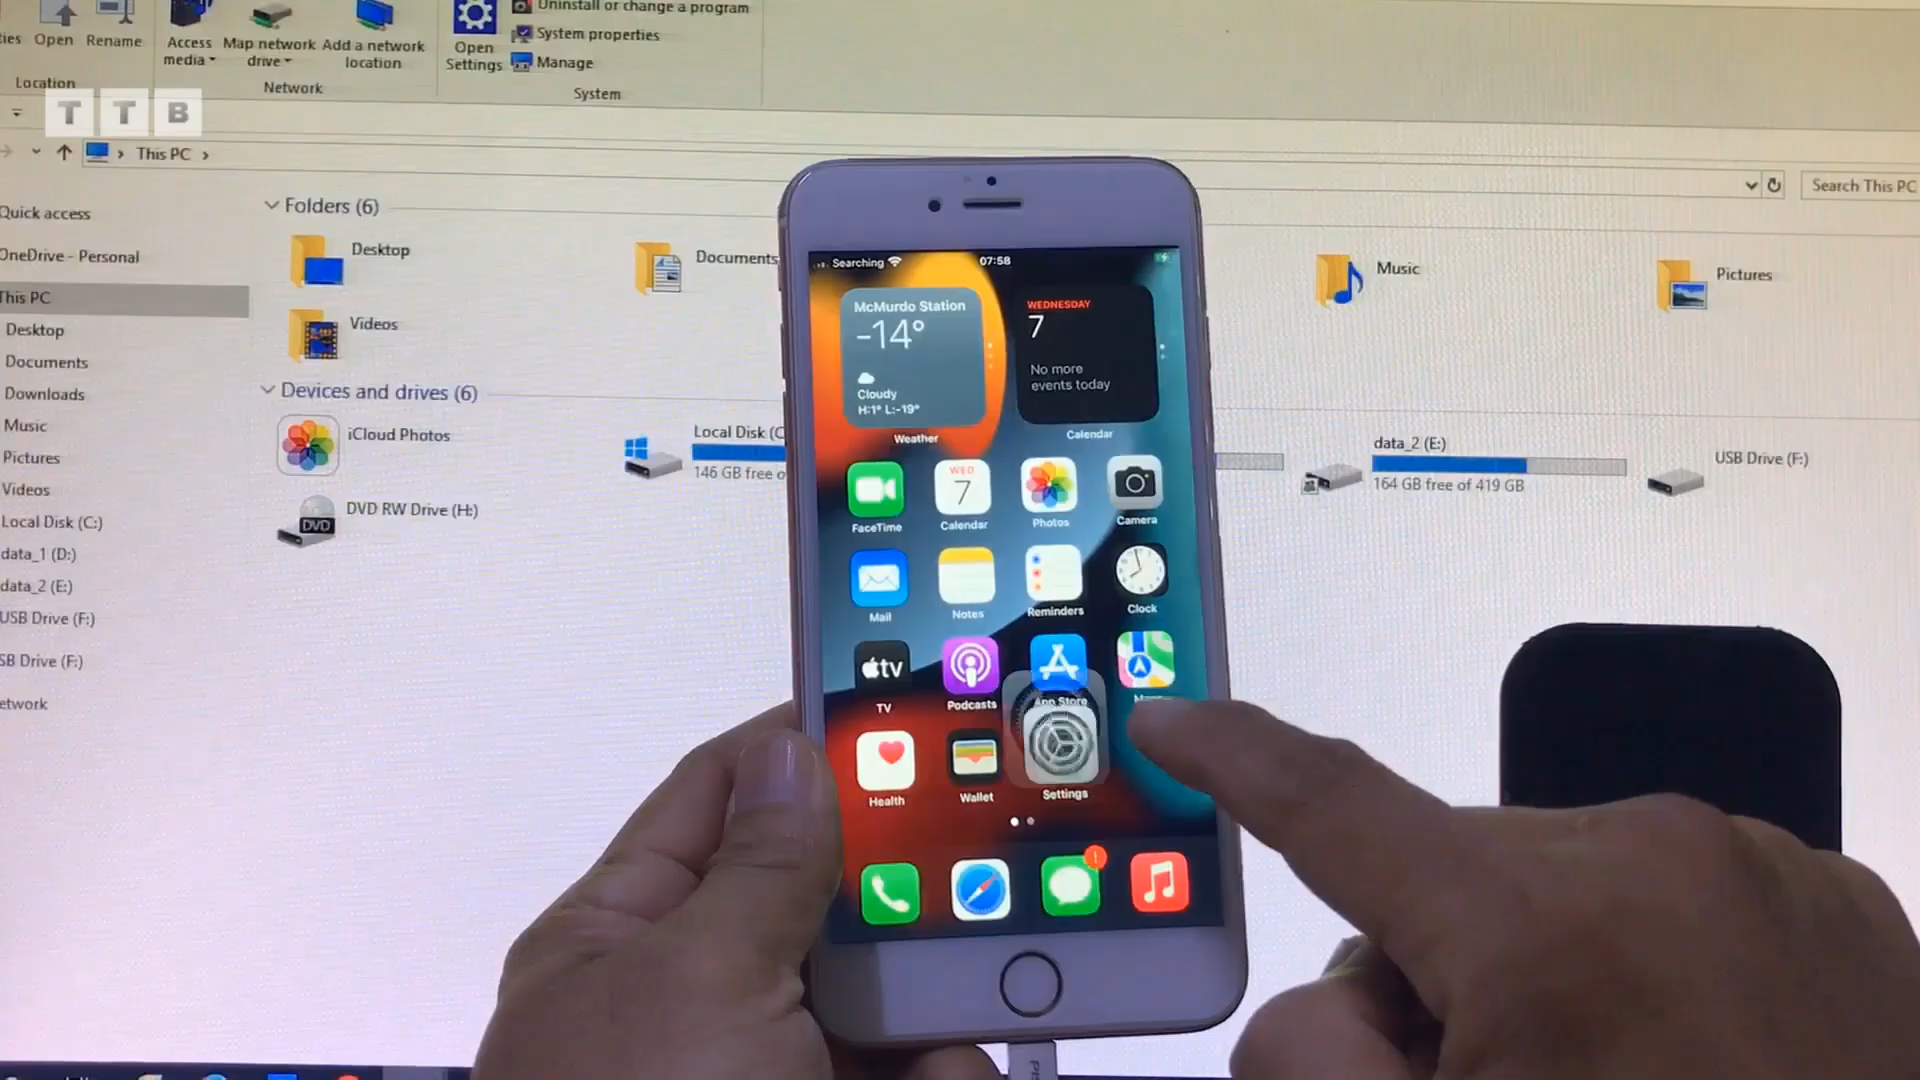 Uninstall or change a program
Open
Rename
Access media
Map network drive
Add a network location
Open Settings
System properties
Manage
Location
Network
System
TTB
This PC
Search This PC
Quick access
OneDrive - Personal
This PC
Desktop
Documents
Downloads
Music
Pictures
Videos
Local Disk (C:)
data_1 (D:)
data_2 (E:)
USB Drive (F:)
Folders (6)
Desktop
Documents
Music
Pictures
Videos
Devices and drives (6)
iCloud Photos
Local Disk (C
146 GB free o
data_2 (E:)
164 GB free of 419 GB
USB Drive (F:)
DVD RW Drive (H:)
DVD
Searching
07:58
McMurdo Station
-14°
Cloudy
H:1° L:-19°
Weather
WEDNESDAY
7
No more
events today
Calendar
FaceTime
WED
7
Calendar
Photos
Camera
Mail
Notes
Reminders
Clock
tv
TV
Podcasts
App Store
Health
Wallet
Settings
!